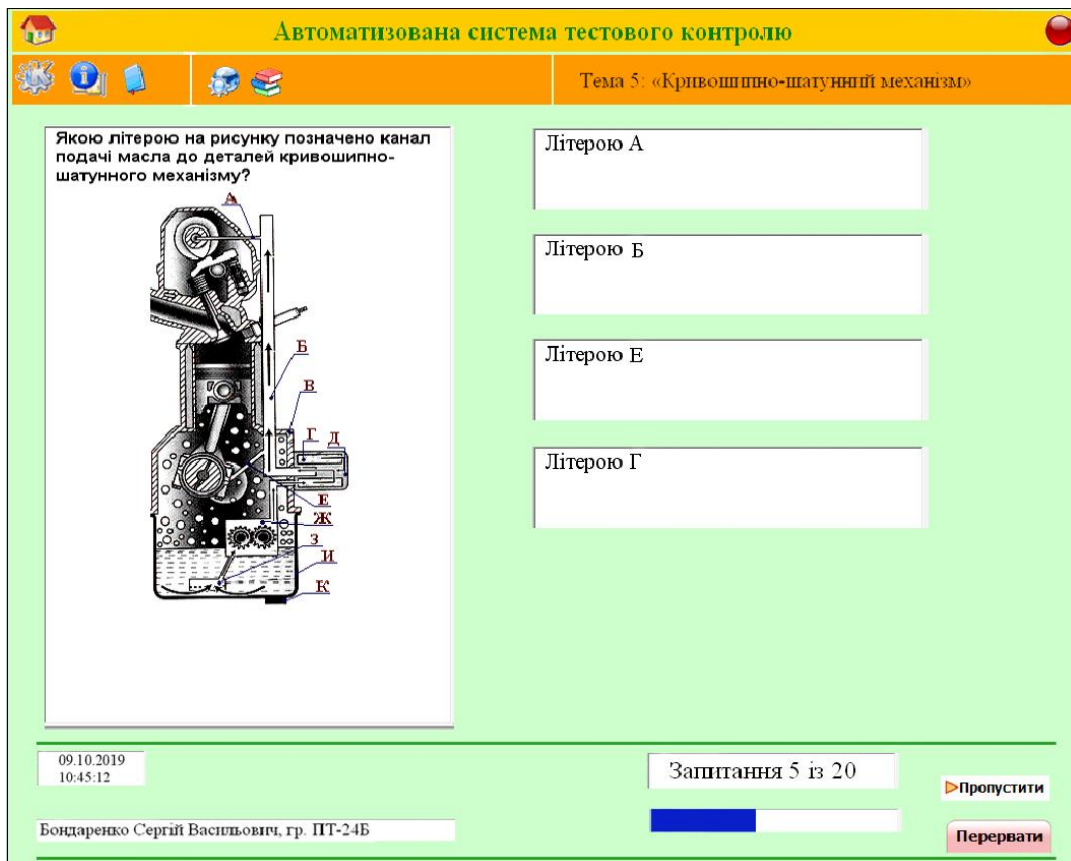 Автоматизована система тестового контролю
Тема 5: «Кривошипно-шатунний механізм»
Якою літерою на рисунку позначено канал
подачі масла до деталей кривошипно-
шатунного механізму?
А
Б
В
Г
Д
Е
Ж
З
И
К
Літерою А
Літерою Б
Літерою Е
Літерою Г
09.10.2019
10:45:12
Запитання 5 із 20
Пропустити
Бондаренко Сергій Васильович, гр. ПТ-24Б
Перервати